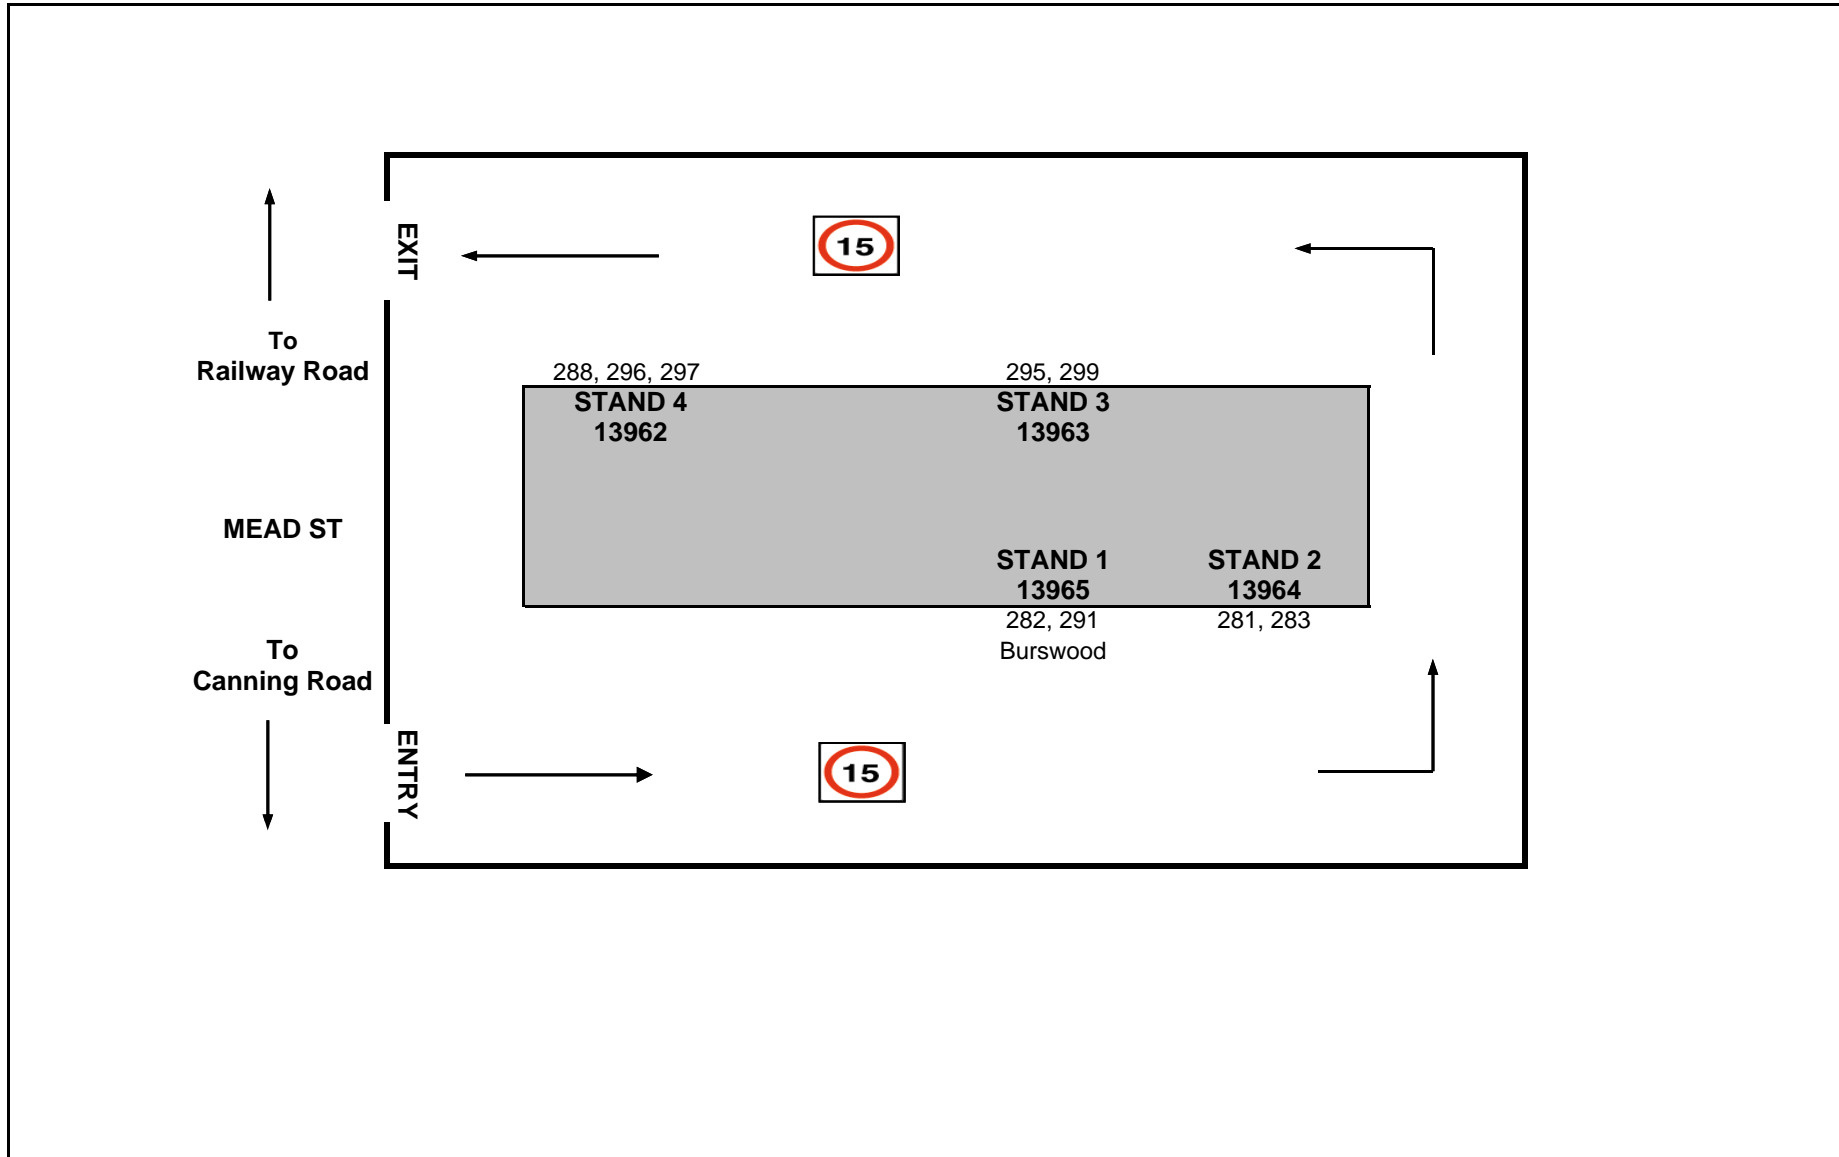 EXIT
15
To
Railway Road
288, 296, 297
STAND 4
13962
295, 299
STAND 3
13963
MEAD ST
STAND 1
13965
282, 291
Burswood
STAND 2
13964
281, 283
To
Canning Road
ENTRY
15